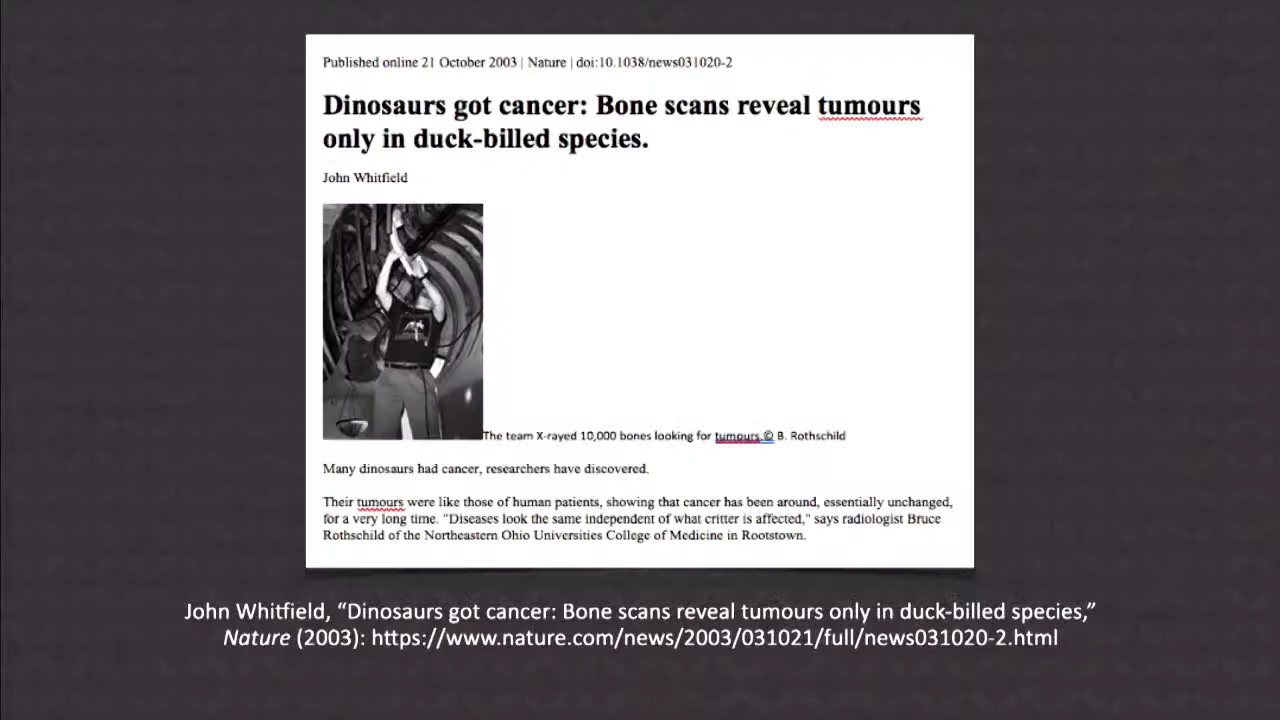 Published online 21 October 2003 | Nature | doi:10.1038/news031020-2
Dinosaurs got cancer: Bone scans reveal tumours
only in duck-billed species.
John Whitfield
The team X-rayed 10,000 bones looking for tumours.© B. Rothschild
Many dinosaurs had cancer, researchers have discovered.
Their tumours were like those of human patients, showing that cancer has been around, essentially unchanged,
for a very long time. "Diseases look the same independent of what critter is affected," says radiologist Bruce
Rothschild of the Northeastern Ohio Universities College of Medicine in Rootstown.
John Whitfield, “Dinosaurs got cancer: Bone scans reveal tumours only in duck-billed species,”
Nature (2003): https://www.nature.com/news/2003/031021/full/news031020-2.html